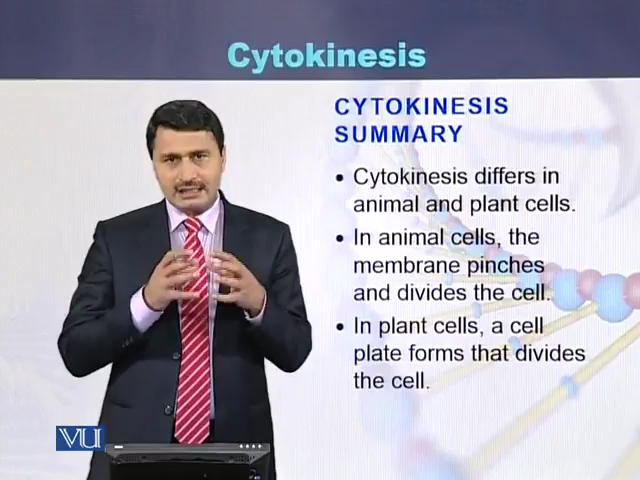 Cytokinesis
CYTOKINESIS
SUMMARY
• Cytokinesis differs in
animal and plant cells.
• In animal cells, the
membrane pinches
and divides the cell.
• In plant cells, a cell
plate forms that divides
the cell.
VU